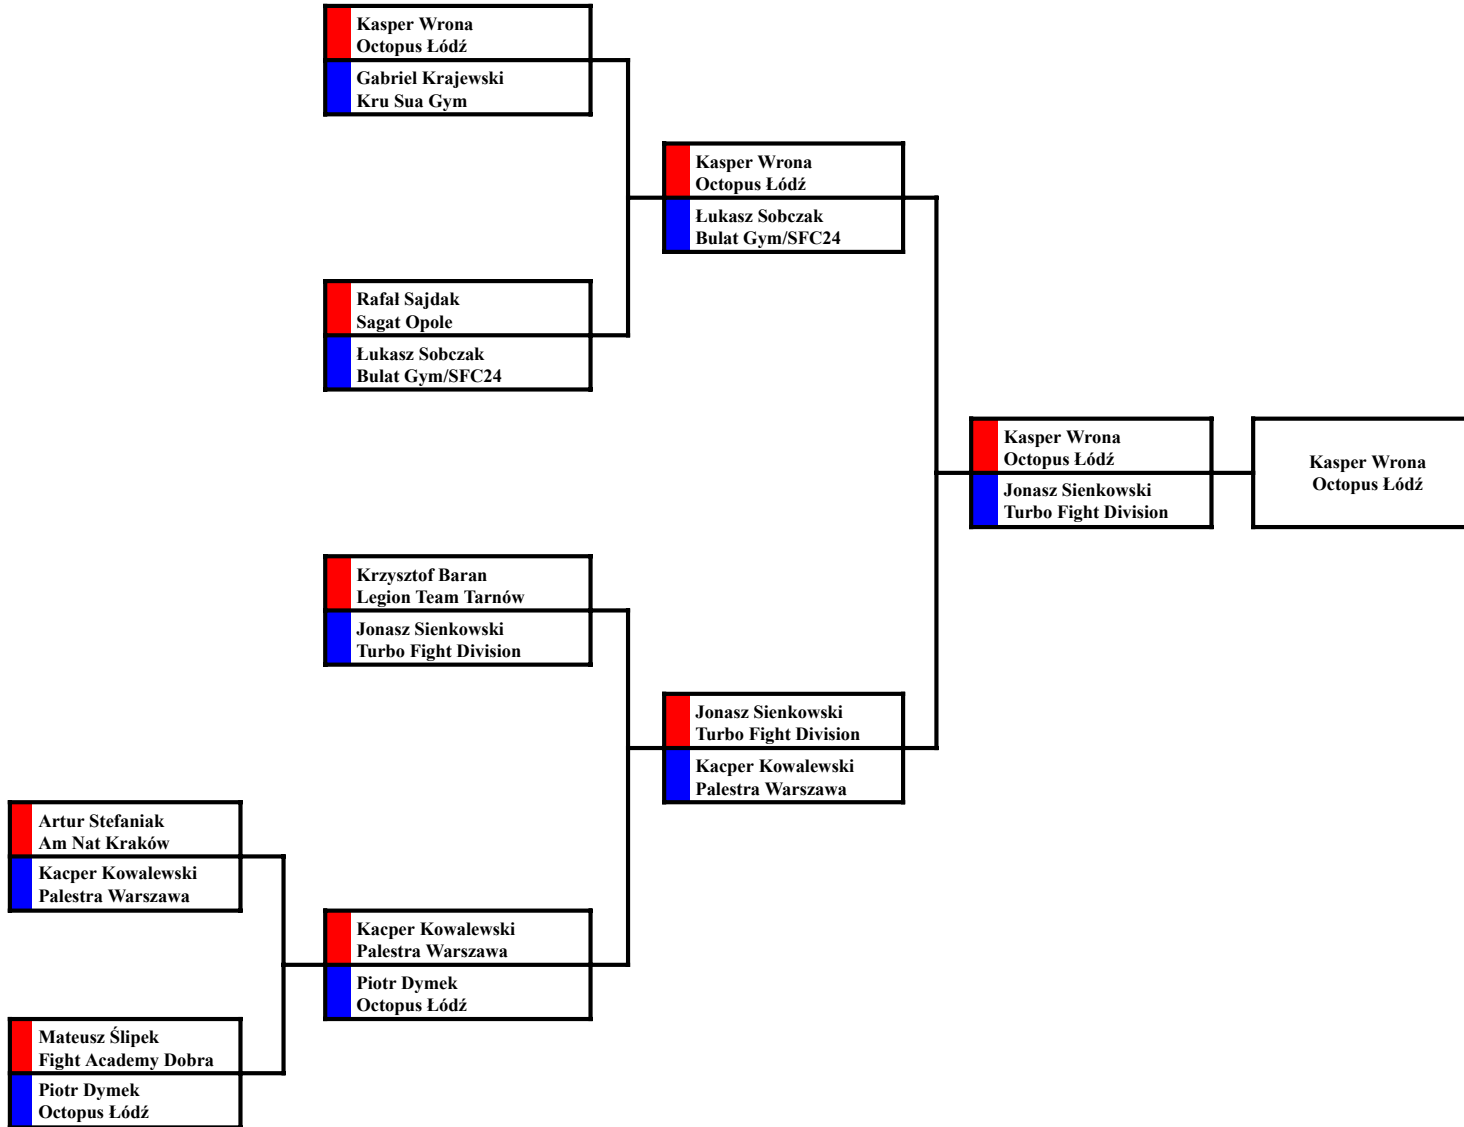 Kasper Wrona
Octopus Łódź
Gabriel Krajewski
Kru Sua Gym
Kasper Wrona
Octopus Łódź
Łukasz Sobczak
Bulat Gym/SFC24
Rafał Sajdak
Sagat Opole
Łukasz Sobczak
Bulat Gym/SFC24
Kasper Wrona
Octopus Łódź
Jonasz Sienkowski
Turbo Fight Division
Kasper Wrona
Octopus Łódź
Krzysztof Baran
Legion Team Tarnów
Jonasz Sienkowski
Turbo Fight Division
Jonasz Sienkowski
Turbo Fight Division
Kacper Kowalewski
Palestra Warszawa
Artur Stefaniak
Am Nat Kraków
Kacper Kowalewski
Palestra Warszawa
Kacper Kowalewski
Palestra Warszawa
Piotr Dymek
Octopus Łódź
Mateusz Ślipek
Fight Academy Dobra
Piotr Dymek
Octopus Łódź